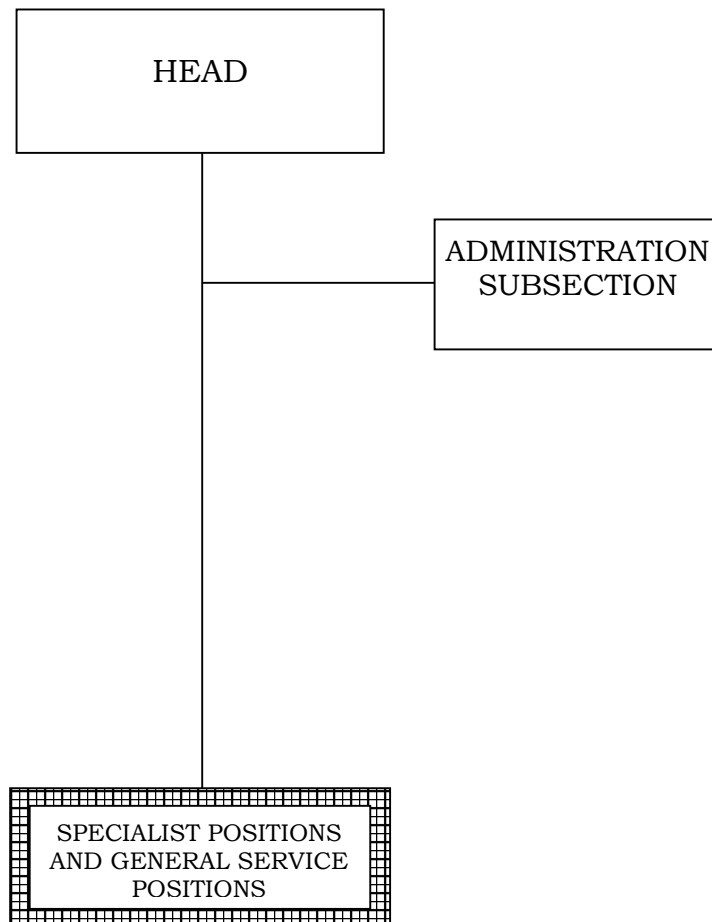 HEAD
ADMINISTRATION
SUBSECTION
SPECIALIST POSITIONS
AND GENERAL SERVICE
POSITIONS